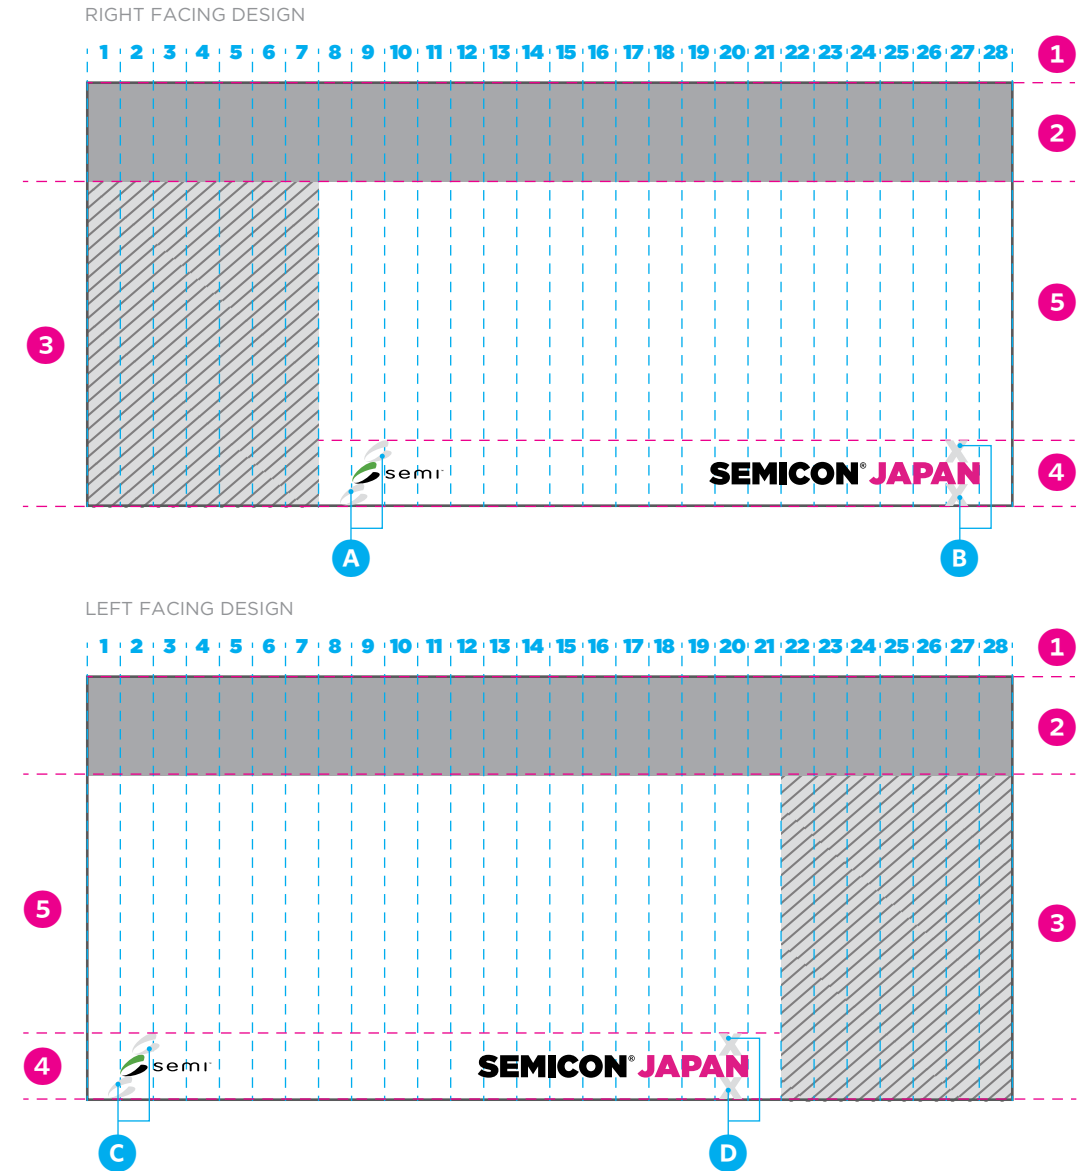 RIGHT FACING DESIGN
1 2 3 4 5 6 7 8 9 10 11 12 13 14 15 16 17 18 19 20 21 22 23 24 25 26 27 28 1
2
5
3
semi SEMICON® JAPAN 4
A B
LEFT FACING DESIGN
1 2 3 4 5 6 7 8 9 10 11 12 13 14 15 16 17 18 19 20 21 22 23 24 25 26 27 28 1
2
5 3
4 semi SEMICON® JAPAN
C D